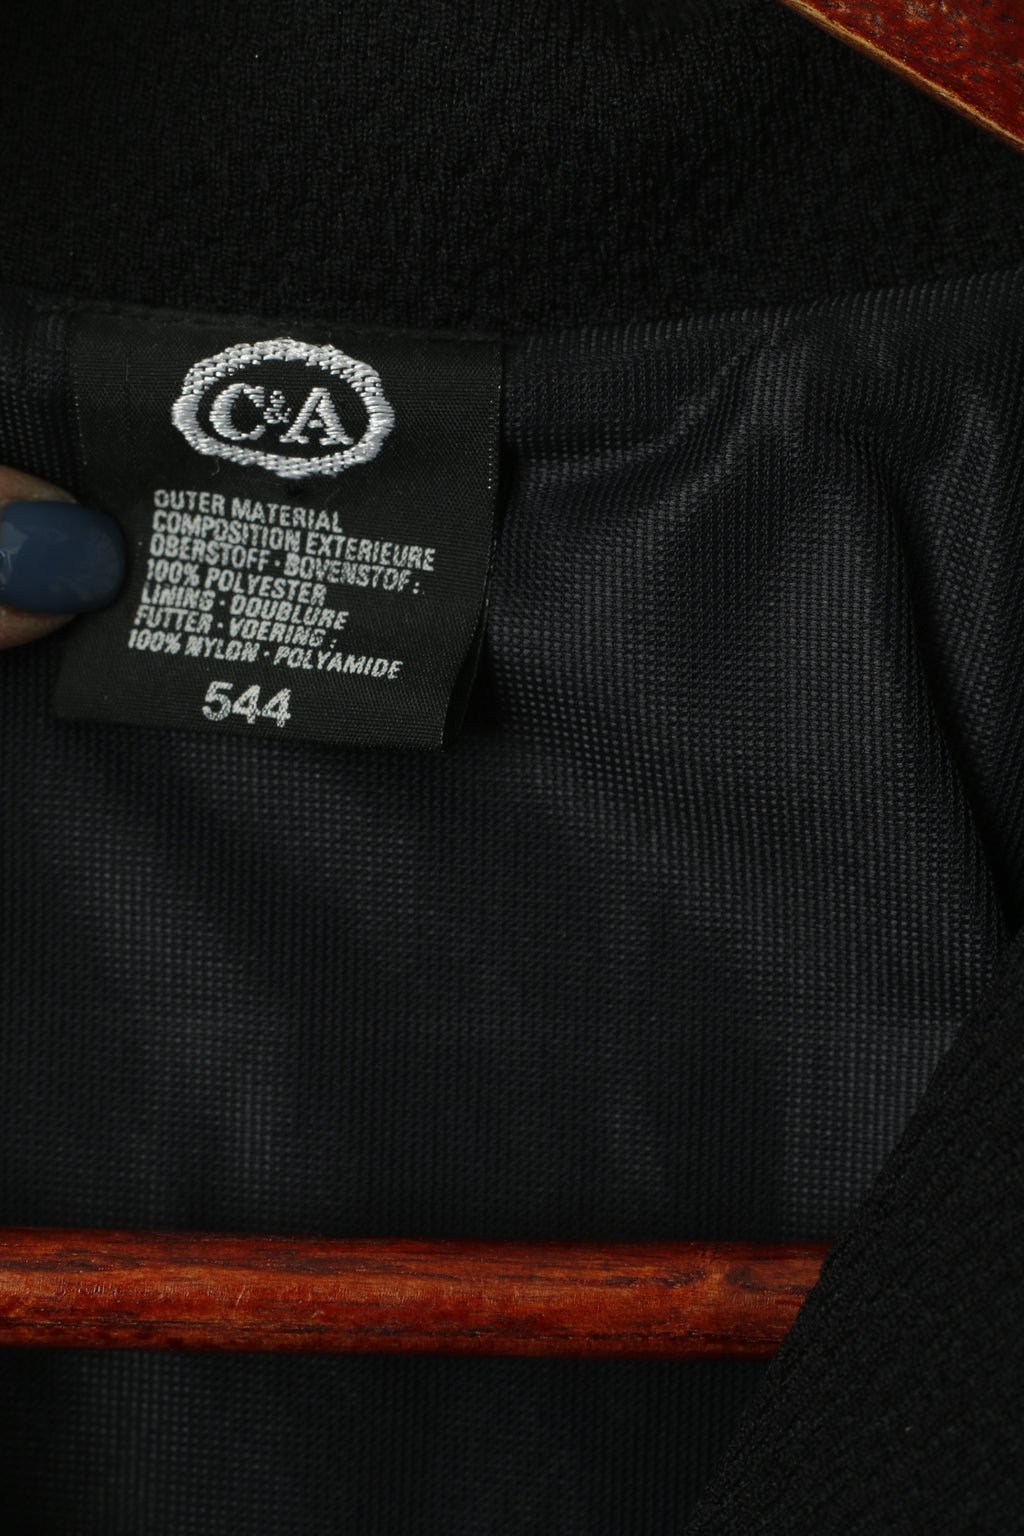 C&A
OUTER MATERIAL
COMPOSITION EXTERIEURE
OBERSTOFF · BOVENSTOF:
100% POLYESTER
LINING · DOUBLURE
FUTTER · VOERING:
100% NYLON · POLYAMIDE
544